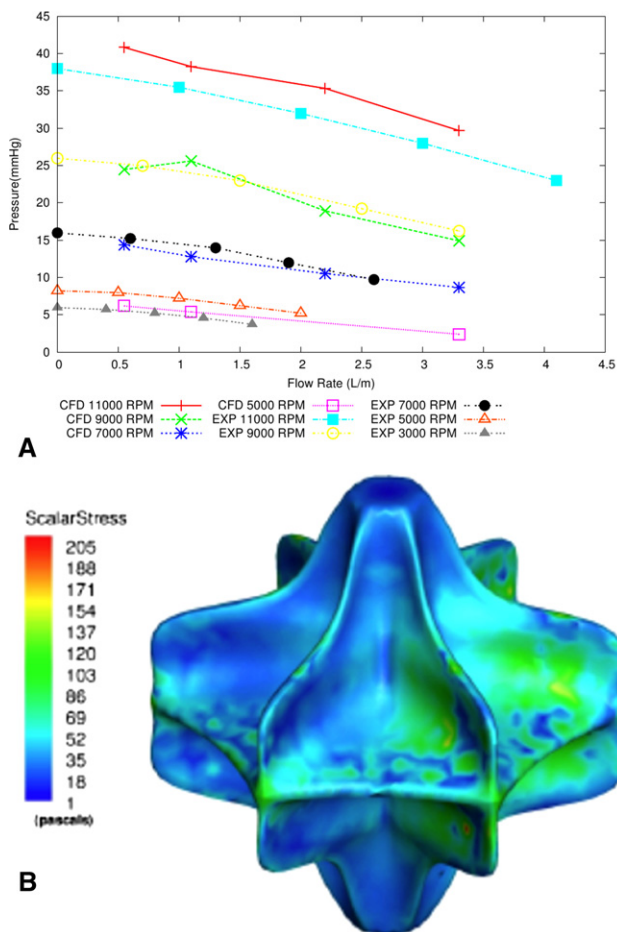 45
40
35
30
25
20
15
10
5
0
Pressure(mmHg)
0 0.5 1 1.5 2 2.5 3 3.5 4 4.5
Flow Rate (L/m)
CFD 11000 RPM CFD 5000 RPM EXP 7000 RPM
CFD 9000 RPM EXP 11000 RPM EXP 5000 RPM
CFD 7000 RPM EXP 9000 RPM EXP 3000 RPM
A
ScalarStress
205
188
171
154
137
120
103
86
69
52
35
18
1
(pascals)
B